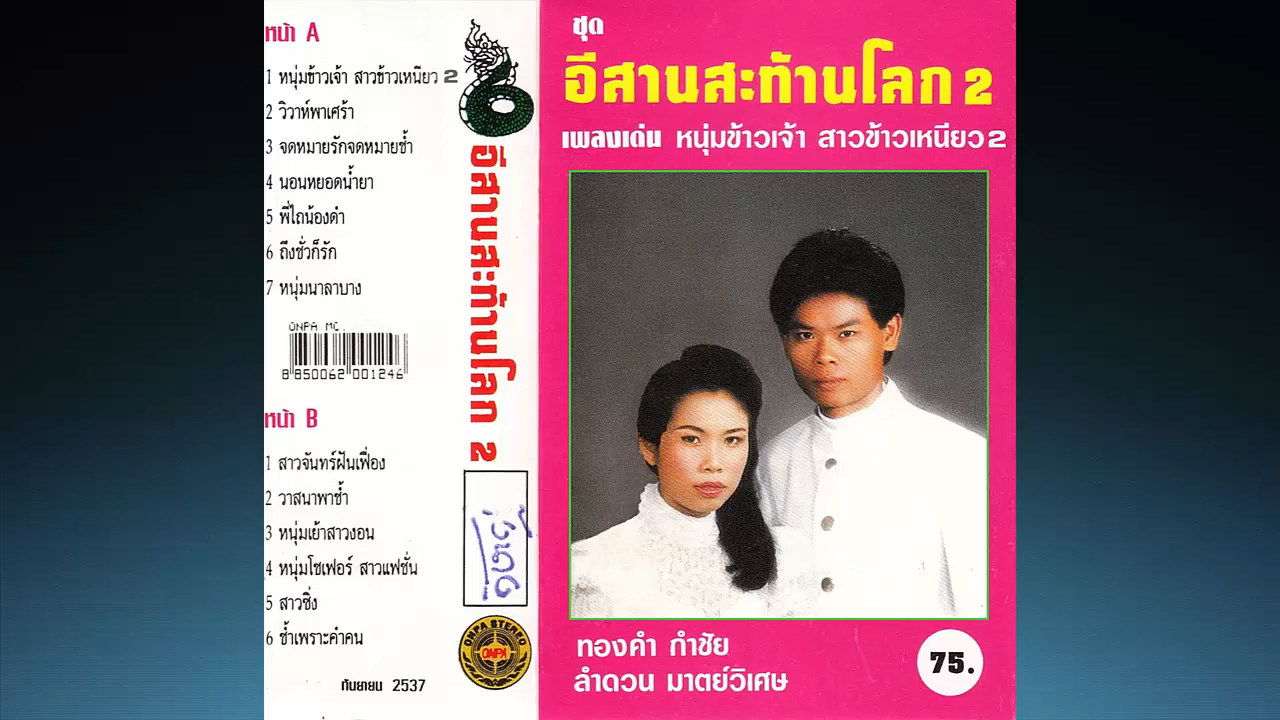 หน้า A
1 หนุ่มข้าวเจ้า สาวข้าวเหนียว 2
2 วิวาห์พาเศร้า
3 จดหมายรักจดหมายช้ำ
4 นอนหยอดน้ำยา
5 พี่ไถน้องดำ
6 ถึงชั่วก็รัก
7 หนุ่มนาลาบาง
ONPA MC.
8 850062 001246
หน้า B
1 สาวจันทร์ฝันเฟื่อง
2 วาสนาพาช้ำ
3 หนุ่มเย้าสาวงอน
4 หนุ่มโชเฟอร์ สาวแฟชั่น
5 สาวซิ่ง
6 ช้ำเพราะคำคน
กันยายน 2537
อีสานสะท้านโลก 2
ONPA STEREO
ONPA
ชุด
อีสานสะท้านโลก 2
เพลงเด่น หนุ่มข้าวเจ้า สาวข้าวเหนียว 2
ทองคำ กำชัย
ลำดวน มาตย์วิเศษ
75.